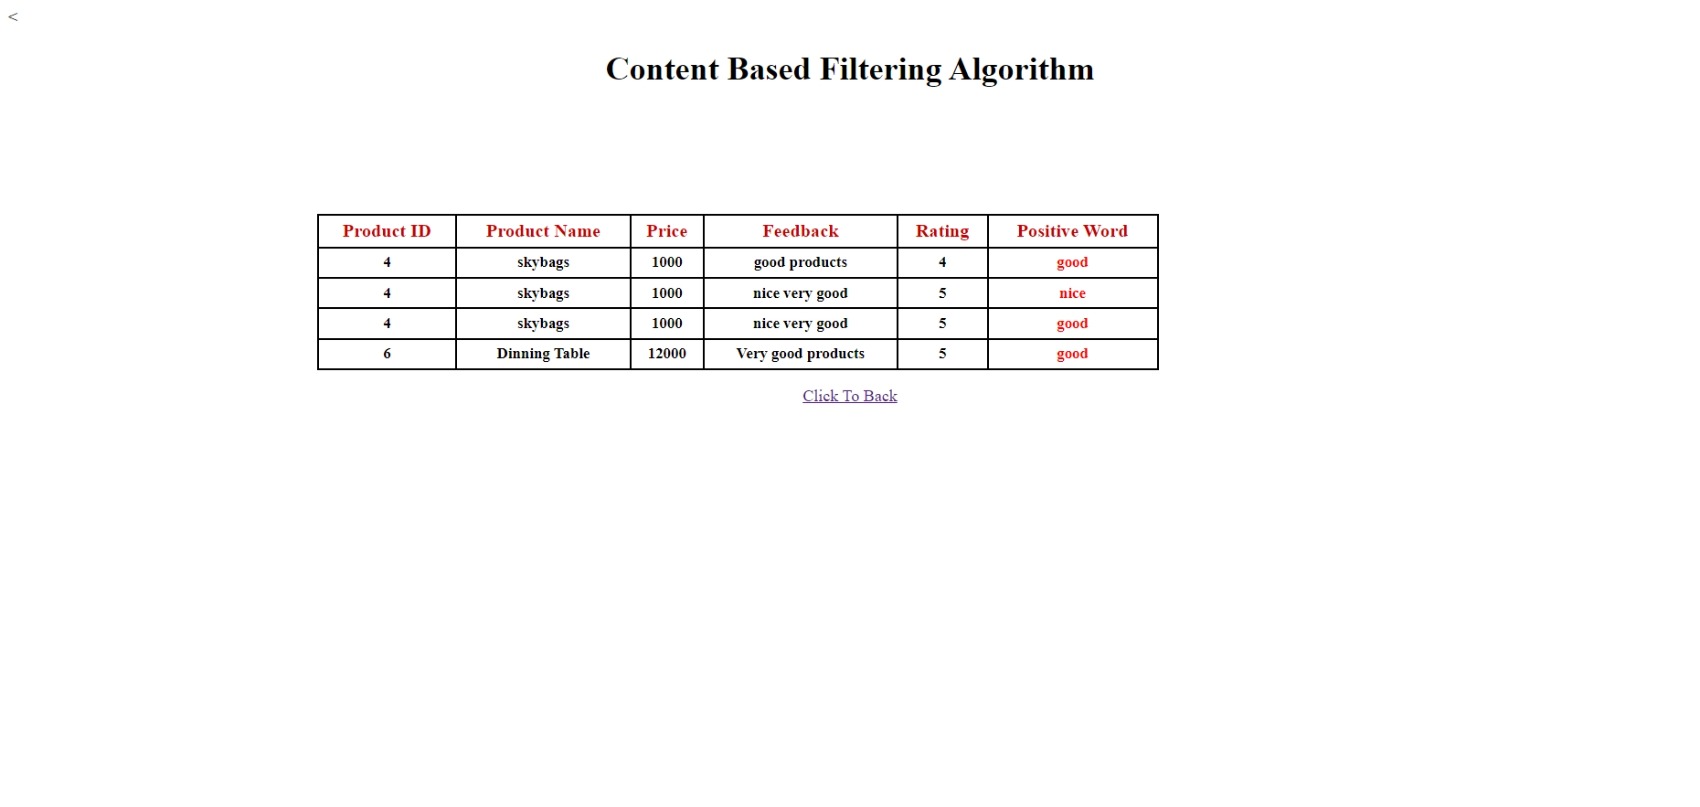 <
Content Based Filtering Algorithm
Product ID Product Name Price Feedback Rating Positive Word
4 skybags 1000 good products 4 good
4 skybags 1000 nice very good 5 nice
4 skybags 1000 nice very good 5 good
6 Dinning Table 12000 Very good products 5 good
Click To Back